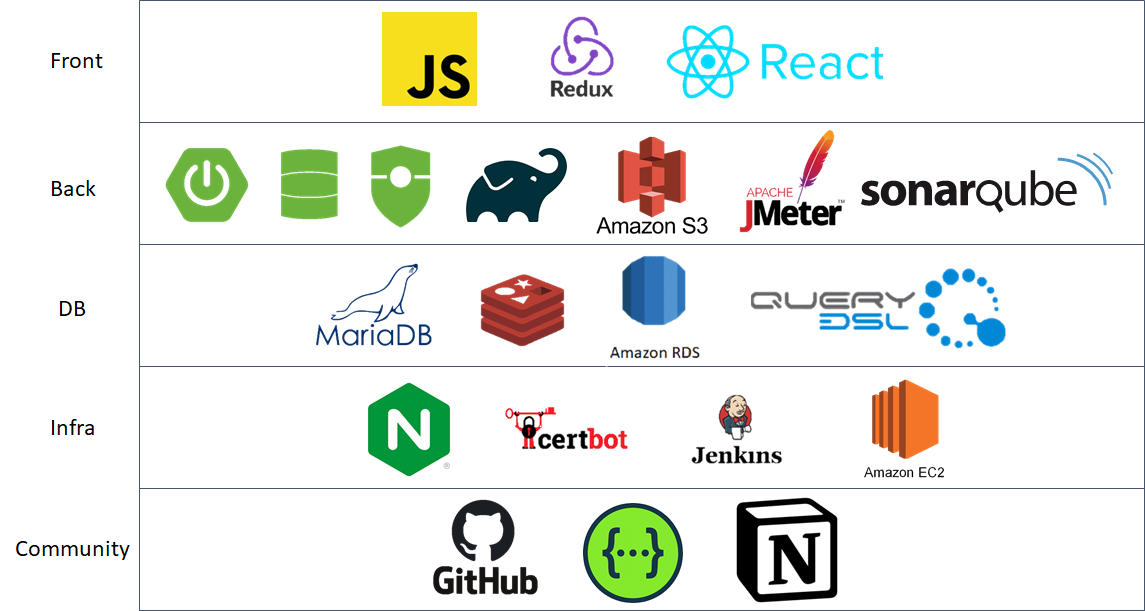 Front
JS
Redux
React
Back
Amazon S3
APACHE
JMeter™
sonarqube
DB
MariaDB
Amazon RDS
QUERY
DSL
Infra
N
®
certbot
Jenkins
Amazon EC2
Community
GitHub
{...}
N